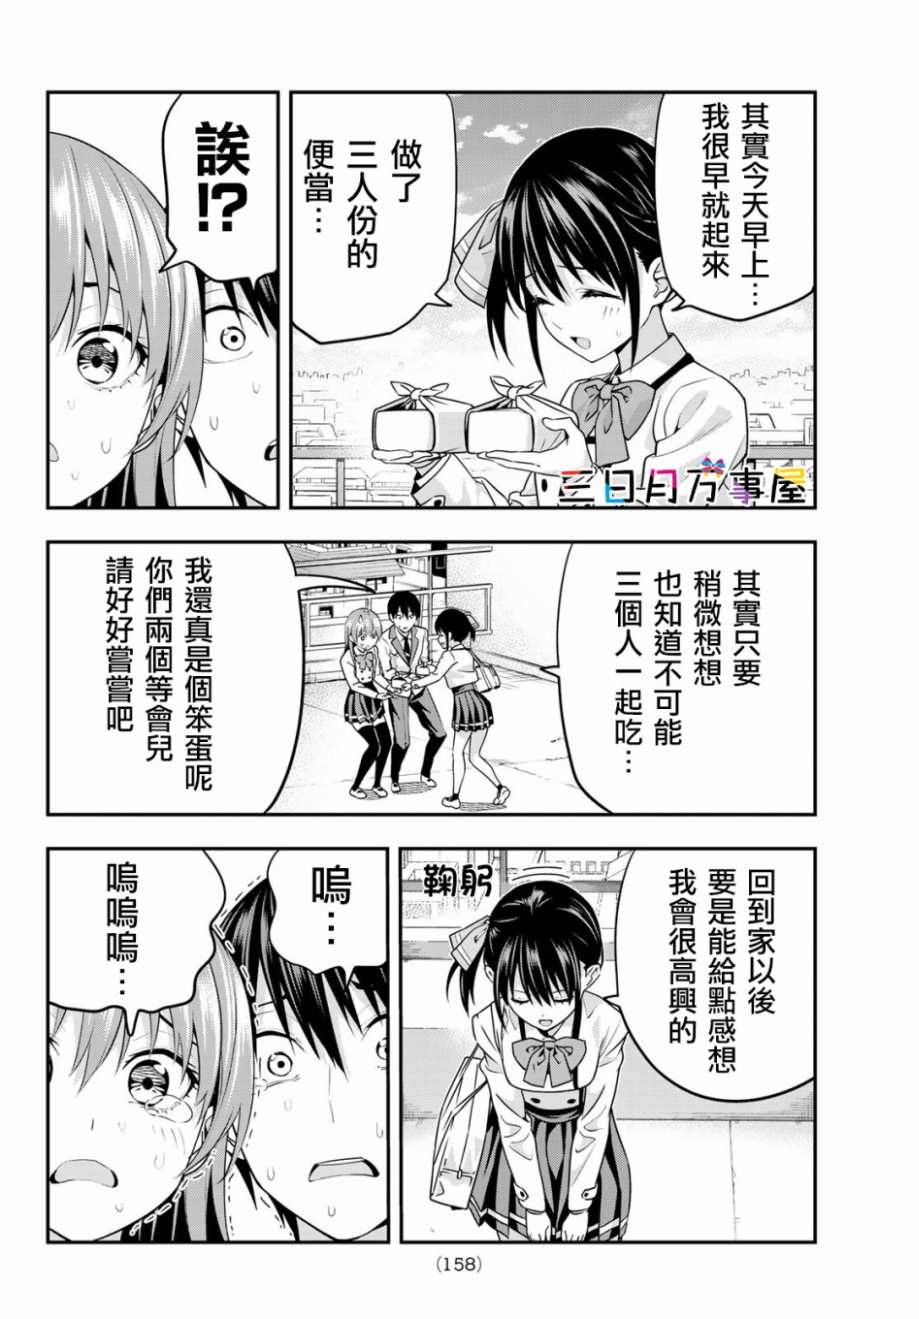 其實今天早上…
我很早就起來
做了
三人份的
便當…
三日月万事屋
誒!?
其實只要
稍微想想
也知道不可能
三個人一起吃…
我還真是個笨蛋呢
你們兩個等會兒
請好好嘗嘗吧
回到家以後
要是能給點感想
我會很高興的
鞠躬
嗚…
嗚嗚嗚…
(158)